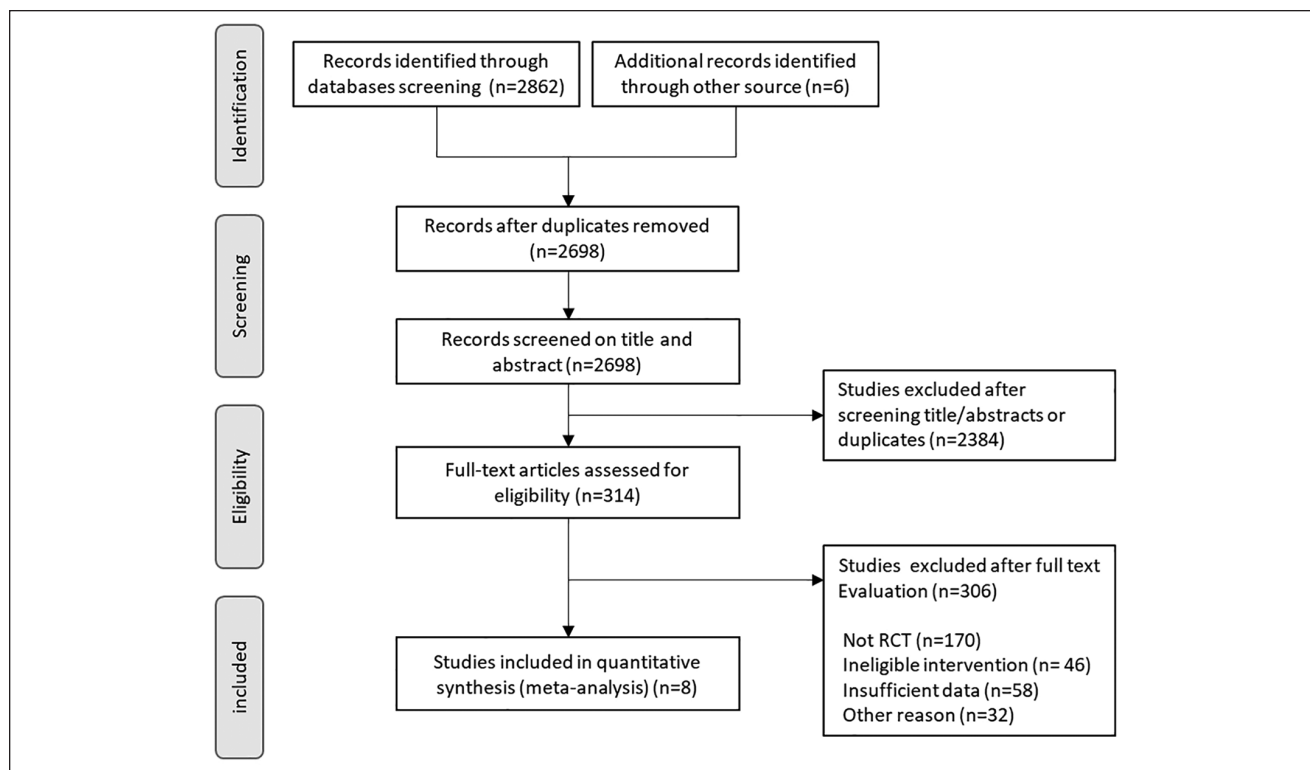 Identification
Records identified through
databases screening (n=2862)
Additional records identified
through other source (n=6)
Screening
Records after duplicates removed
(n=2698)
Records screened on title and
abstract (n=2698)
Studies excluded after
screening title/abstracts or
duplicates (n=2384)
Eligibility
Full-text articles assessed for
eligibility (n=314)
Studies excluded after full text
Evaluation (n=306)
Not RCT (n=170)
Ineligible intervention (n= 46)
Insufficient data (n=58)
Other reason (n=32)
included
Studies included in quantitative
synthesis (meta-analysis) (n=8)